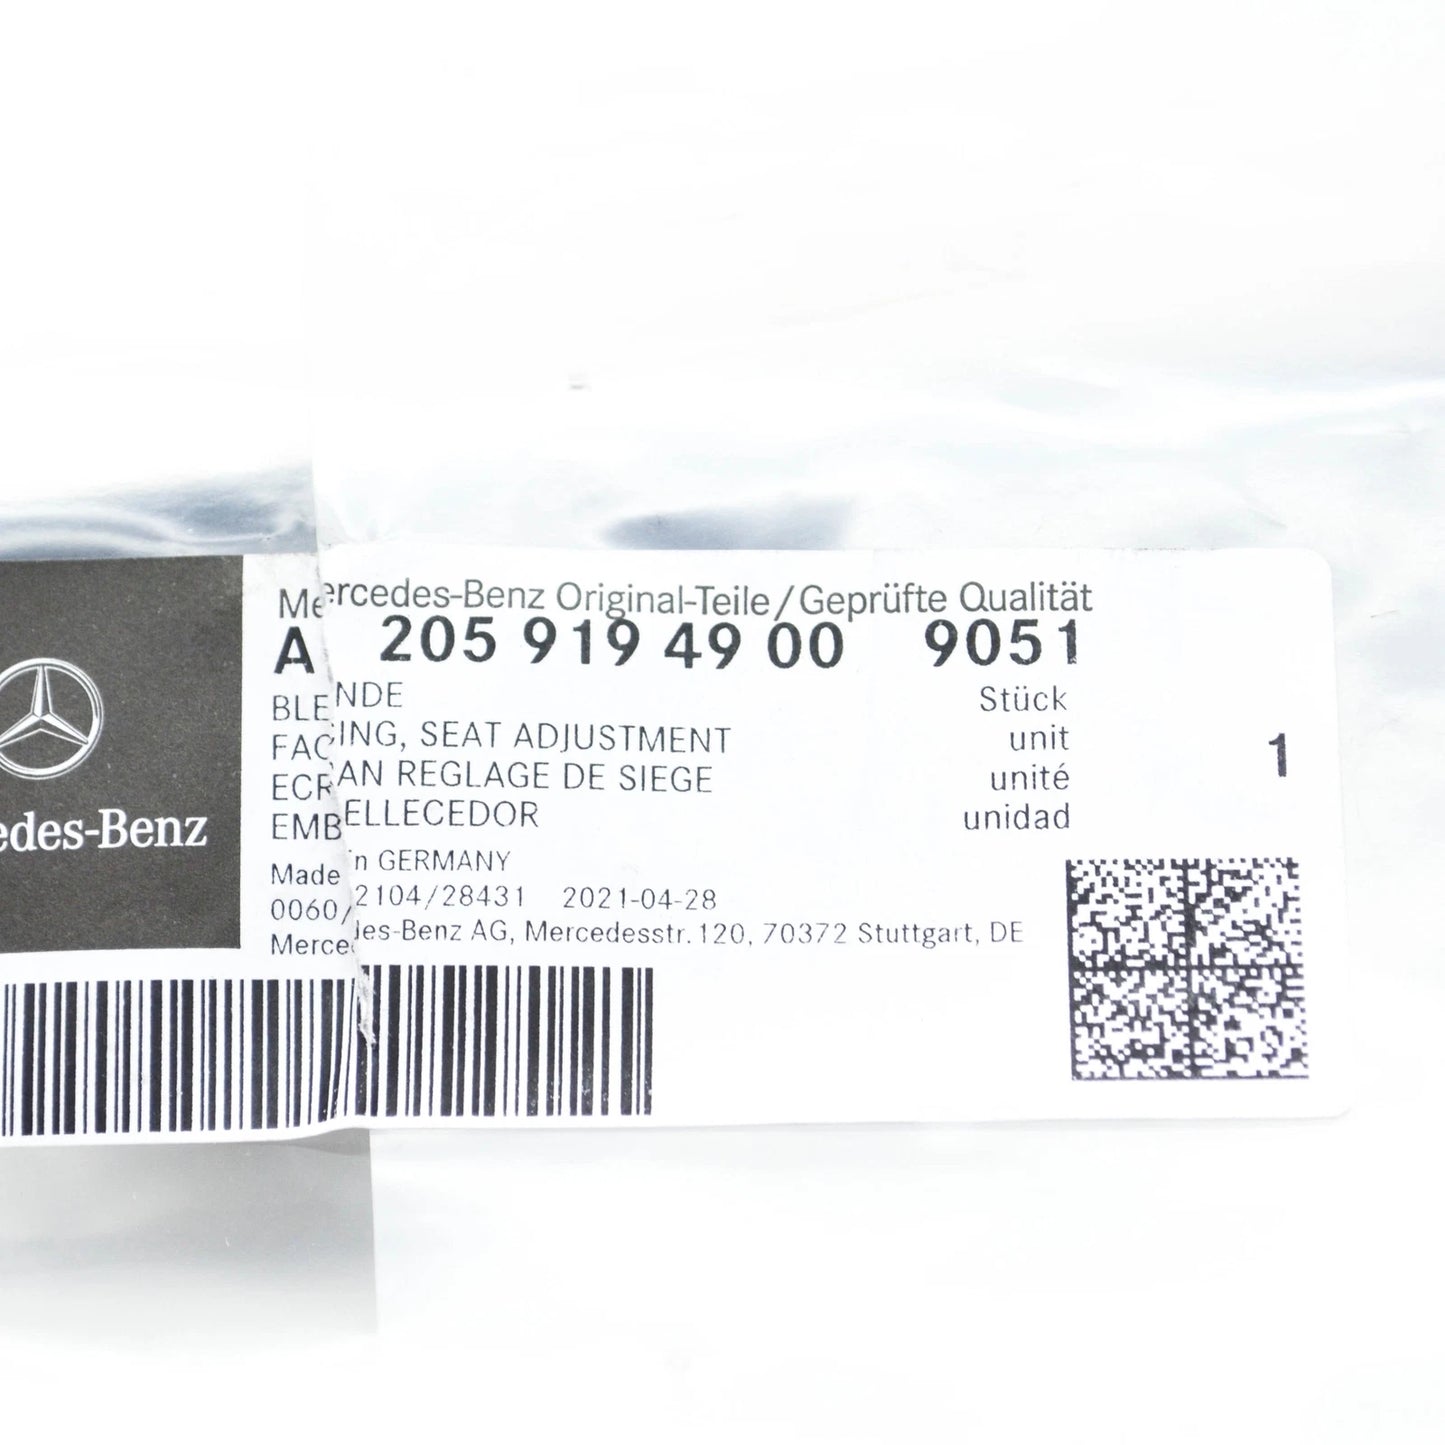 edes-Benz
Mercedes-Benz Original-Teile/Geprüfte Qualität
A 205 919 49 00 9051
BLENDE Stück
FACING, SEAT ADJUSTMENT unit
ECRAN REGLAGE DE SIEGE unité
EMBELLECEDOR unidad
1
Made in GERMANY
0060/2104/28431 2021-04-28
Mercedes-Benz AG, Mercedesstr. 120, 70372 Stuttgart, DE